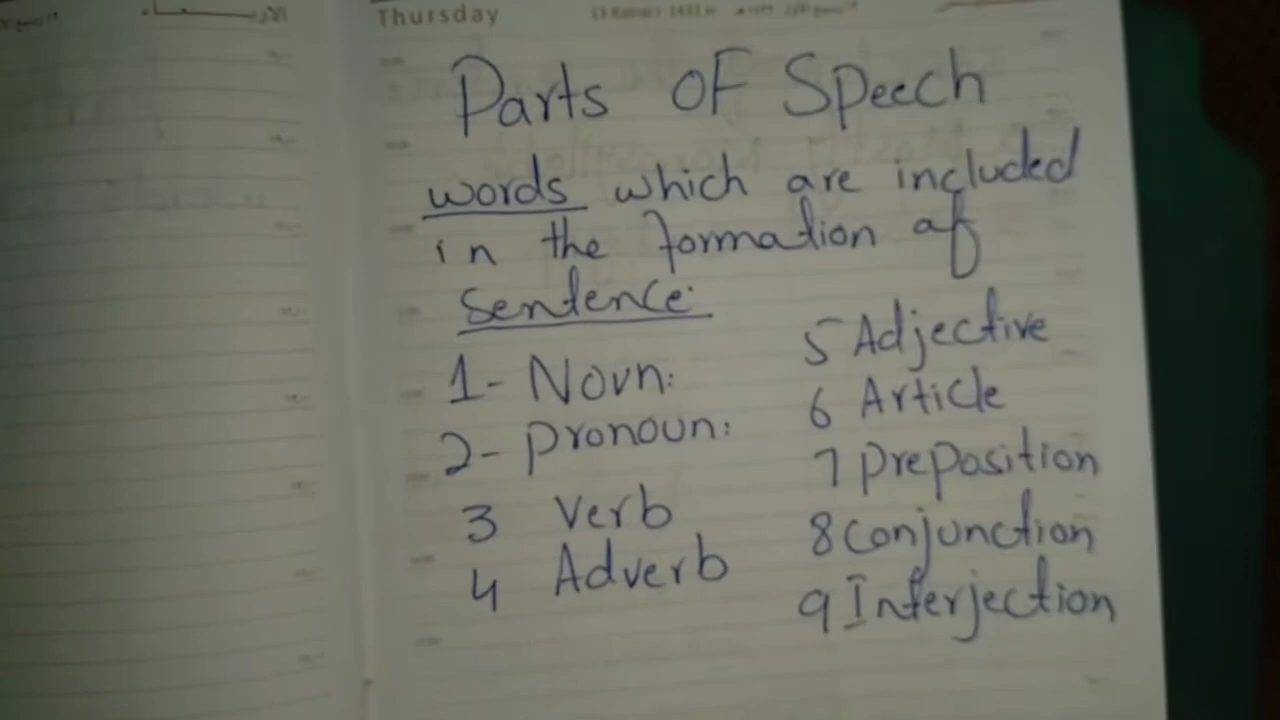 Thursday
Parts of Speech
words which are included
in the formation of
sentence.
1- Noun:
2- pronoun:
3 verb
4 Adverb
5 Adjective
6 Article
7 preposition
8 conjunction
9 Interjection